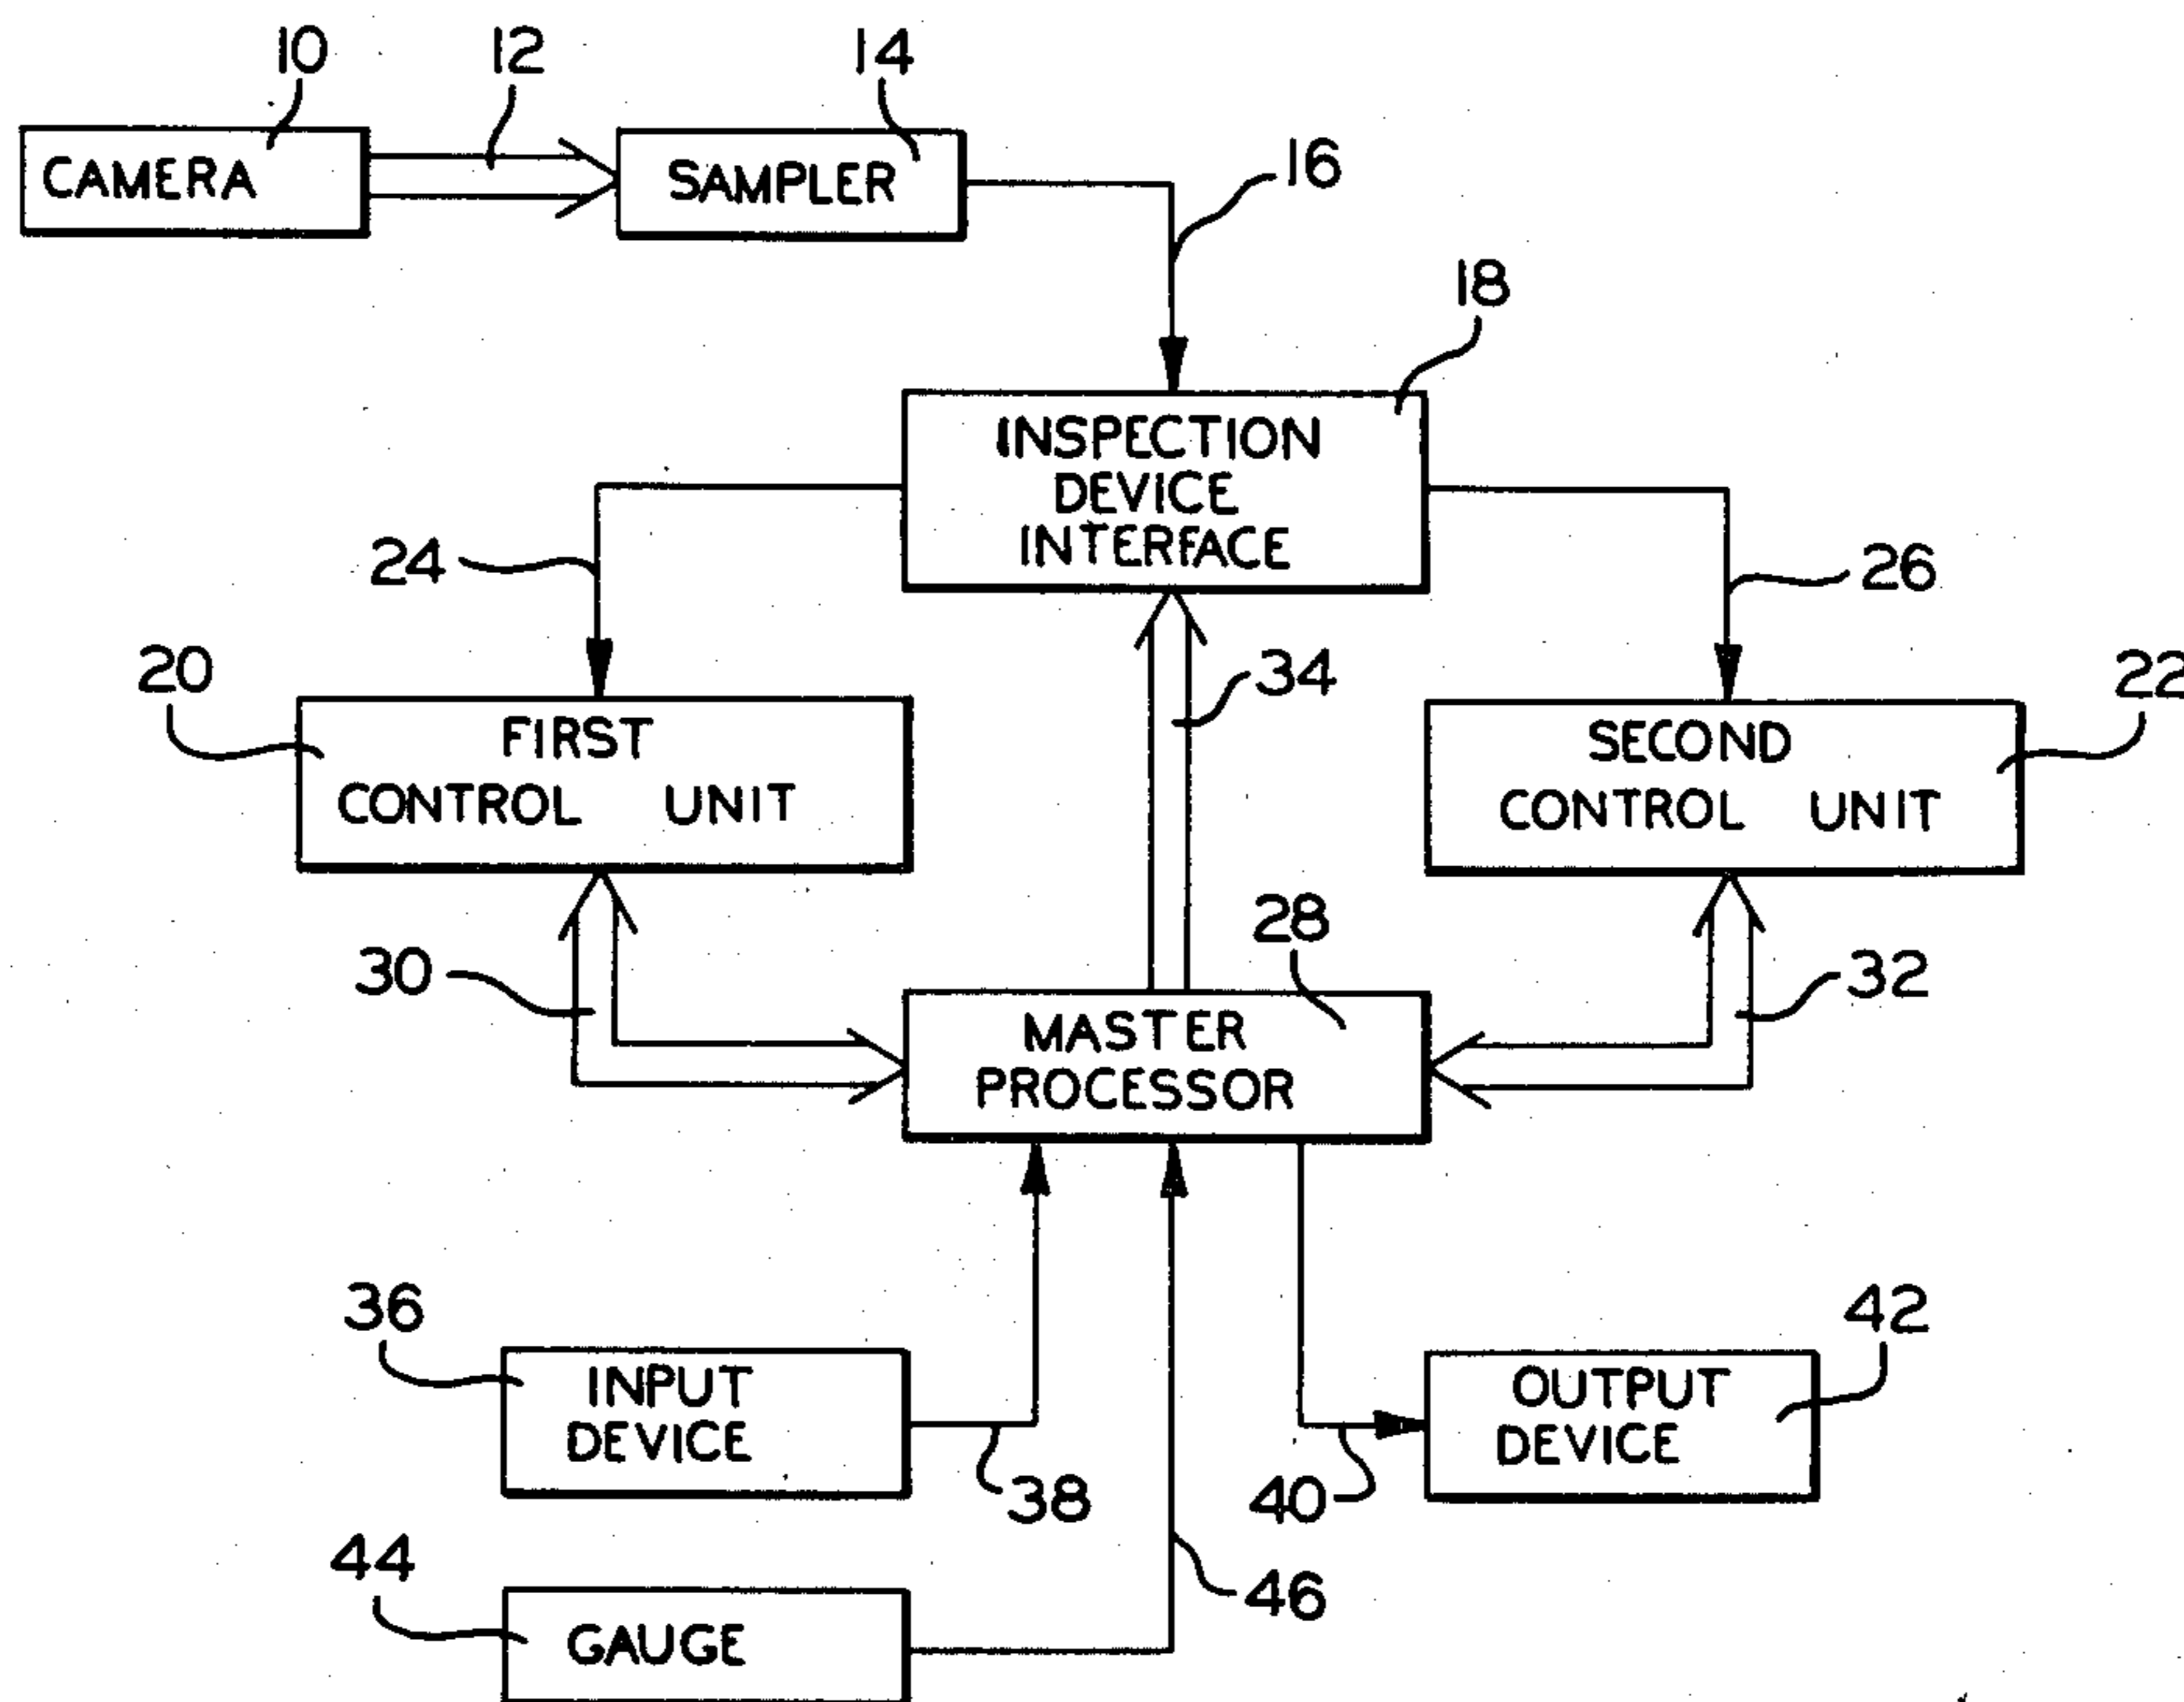 10
12
14
CAMERA
SAMPLER
16
18
INSPECTION
DEVICE
INTERFACE
24
26
20
34
22
FIRST
CONTROL UNIT
SECOND
CONTROL UNIT
28
30
32
MASTER
PROCESSOR
36
42
INPUT
DEVICE
OUTPUT
DEVICE
38
40
44
46
GAUGE